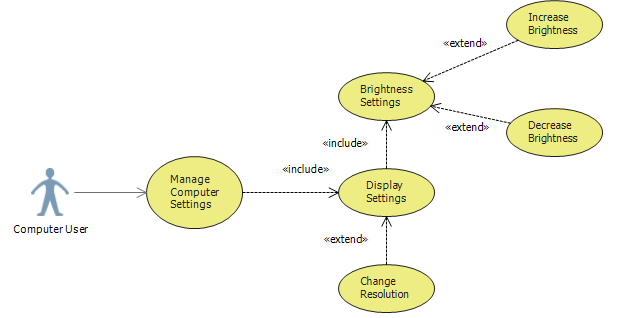 Increase
Brightness
«extend»
Brightness
Settings
«extend»
Decrease
Brightness
«include»
«include»
Manage
Computer
Settings
Display
Settings
Computer User
«extend»
Change
Resolution